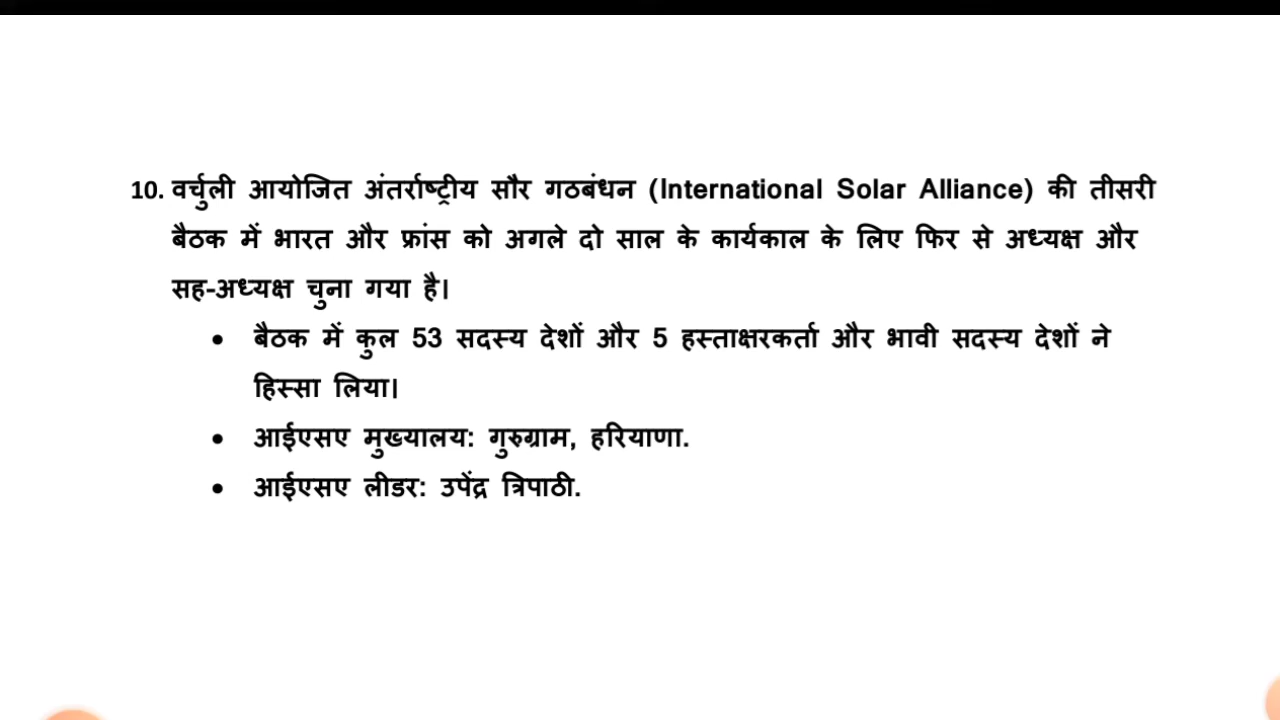 10. वर्चुली आयोजित अंतर्राष्ट्रीय सौर गठबंधन (International Solar Alliance) की तीसरी
बैठक में भारत और फ्रांस को अगले दो साल के कार्यकाल के लिए फिर से अध्यक्ष और
सह-अध्यक्ष चुना गया है।
• बैठक में कुल 53 सदस्य देशों और 5 हस्ताक्षरकर्ता और भावी सदस्य देशों ने
हिस्सा लिया।
• आईएसए मुख्यालय: गुरुग्राम, हरियाणा.
• आईएसए लीडर: उपेंद्र त्रिपाठी.